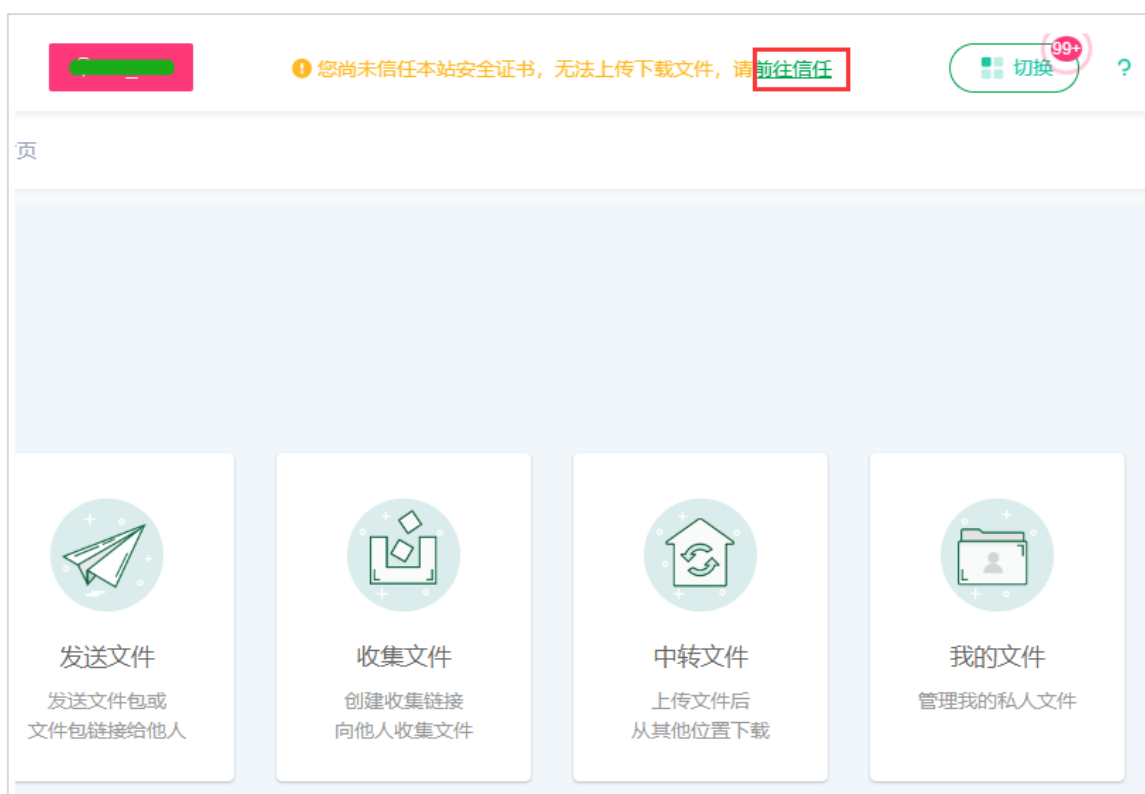 您尚未信任本站安全证书，无法上传下载文件，请前往信任
切换
99+
?
页
发送文件
发送文件包或
文件包链接给他人
收集文件
创建收集链接
向他人收集文件
中转文件
上传文件后
从其他位置下载
我的文件
管理我的私人文件